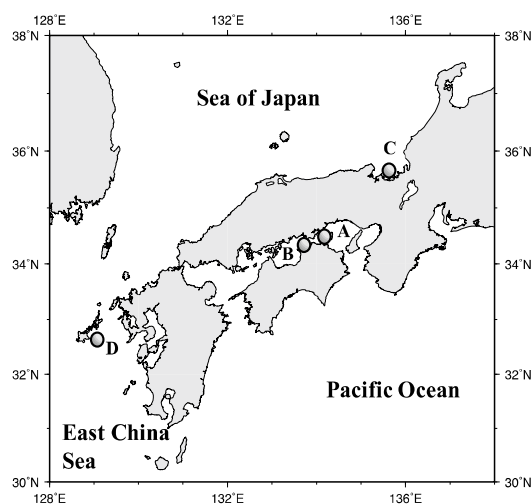 128°E 132°E 136°E
38°N 38°N
Sea of Japan
C
36°N 36°N
A
B
34°N 34°N
D
32°N 32°N
Pacific Ocean
East China
Sea
30°N 30°N
128°E 132°E 136°E